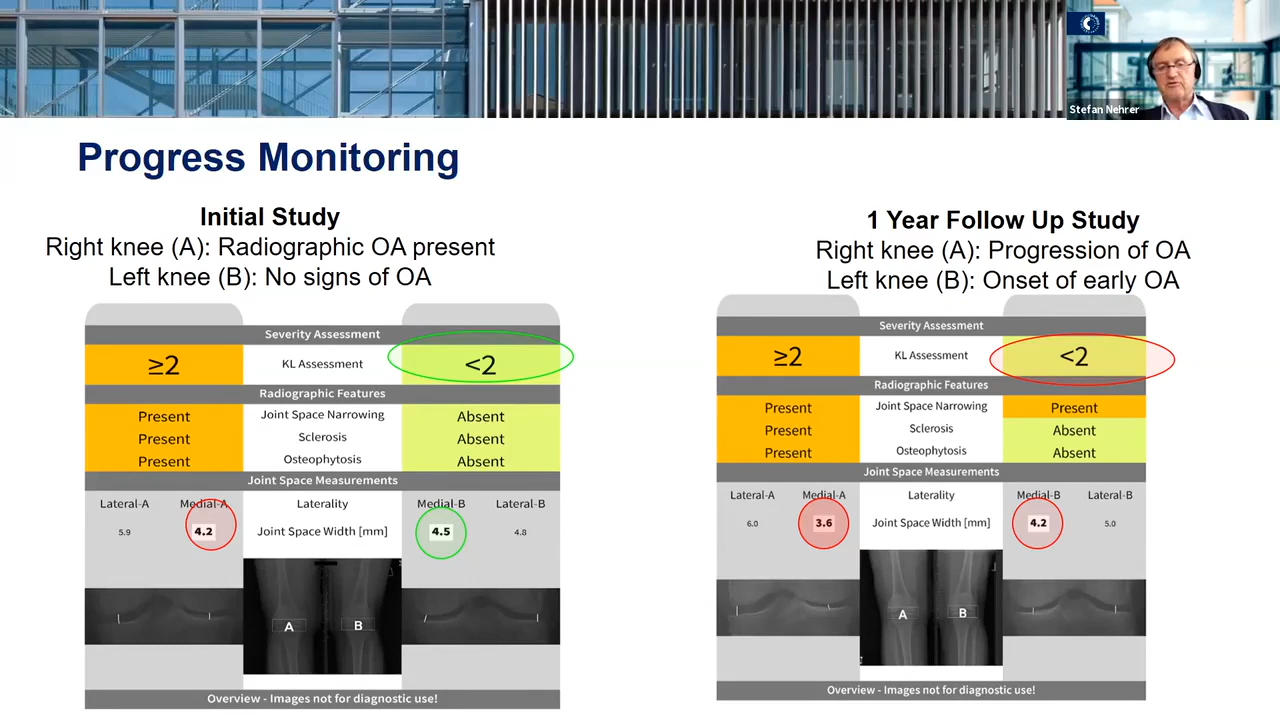 Stefan Nehrer
Progress Monitoring
Initial Study
Right knee (A): Radiographic OA present
Left knee (B): No signs of OA
Severity Assessment
≥2 KL Assessment <2
Radiographic Features
Present Joint Space Narrowing Absent
Present Sclerosis Absent
Present Osteophytosis Absent
Joint Space Measurements
Lateral-A Medial-A Laterality Medial-B Lateral-B
5.9 4.2 Joint Space Width [mm] 4.5 4.8
A B
Overview - Images not for diagnostic use!
1 Year Follow Up Study
Right knee (A): Progression of OA
Left knee (B): Onset of early OA
Severity Assessment
≥2 KL Assessment <2
Radiographic Features
Present Joint Space Narrowing Present
Present Sclerosis Absent
Present Osteophytosis Absent
Joint Space Measurements
Lateral-A Medial-A Laterality Medial-B Lateral-B
6.0 3.6 Joint Space Width [mm] 4.2 5.0
A B
Overview - Images not for diagnostic use!